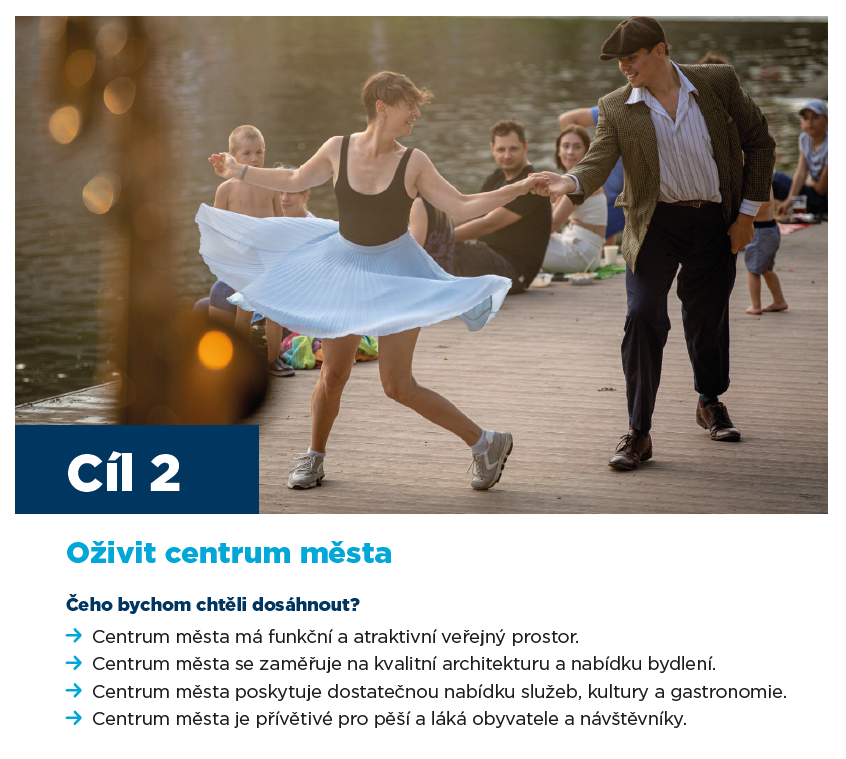 Cíl 2
Oživit centrum města
Čeho bychom chtěli dosáhnout?
→ Centrum města má funkční a atraktivní veřejný prostor.
→ Centrum města se zaměřuje na kvalitní architekturu a nabídku bydlení.
→ Centrum města poskytuje dostatečnou nabídku služeb, kultury a gastronomie.
→ Centrum města je přívětivé pro pěší a láká obyvatele a návštěvníky.